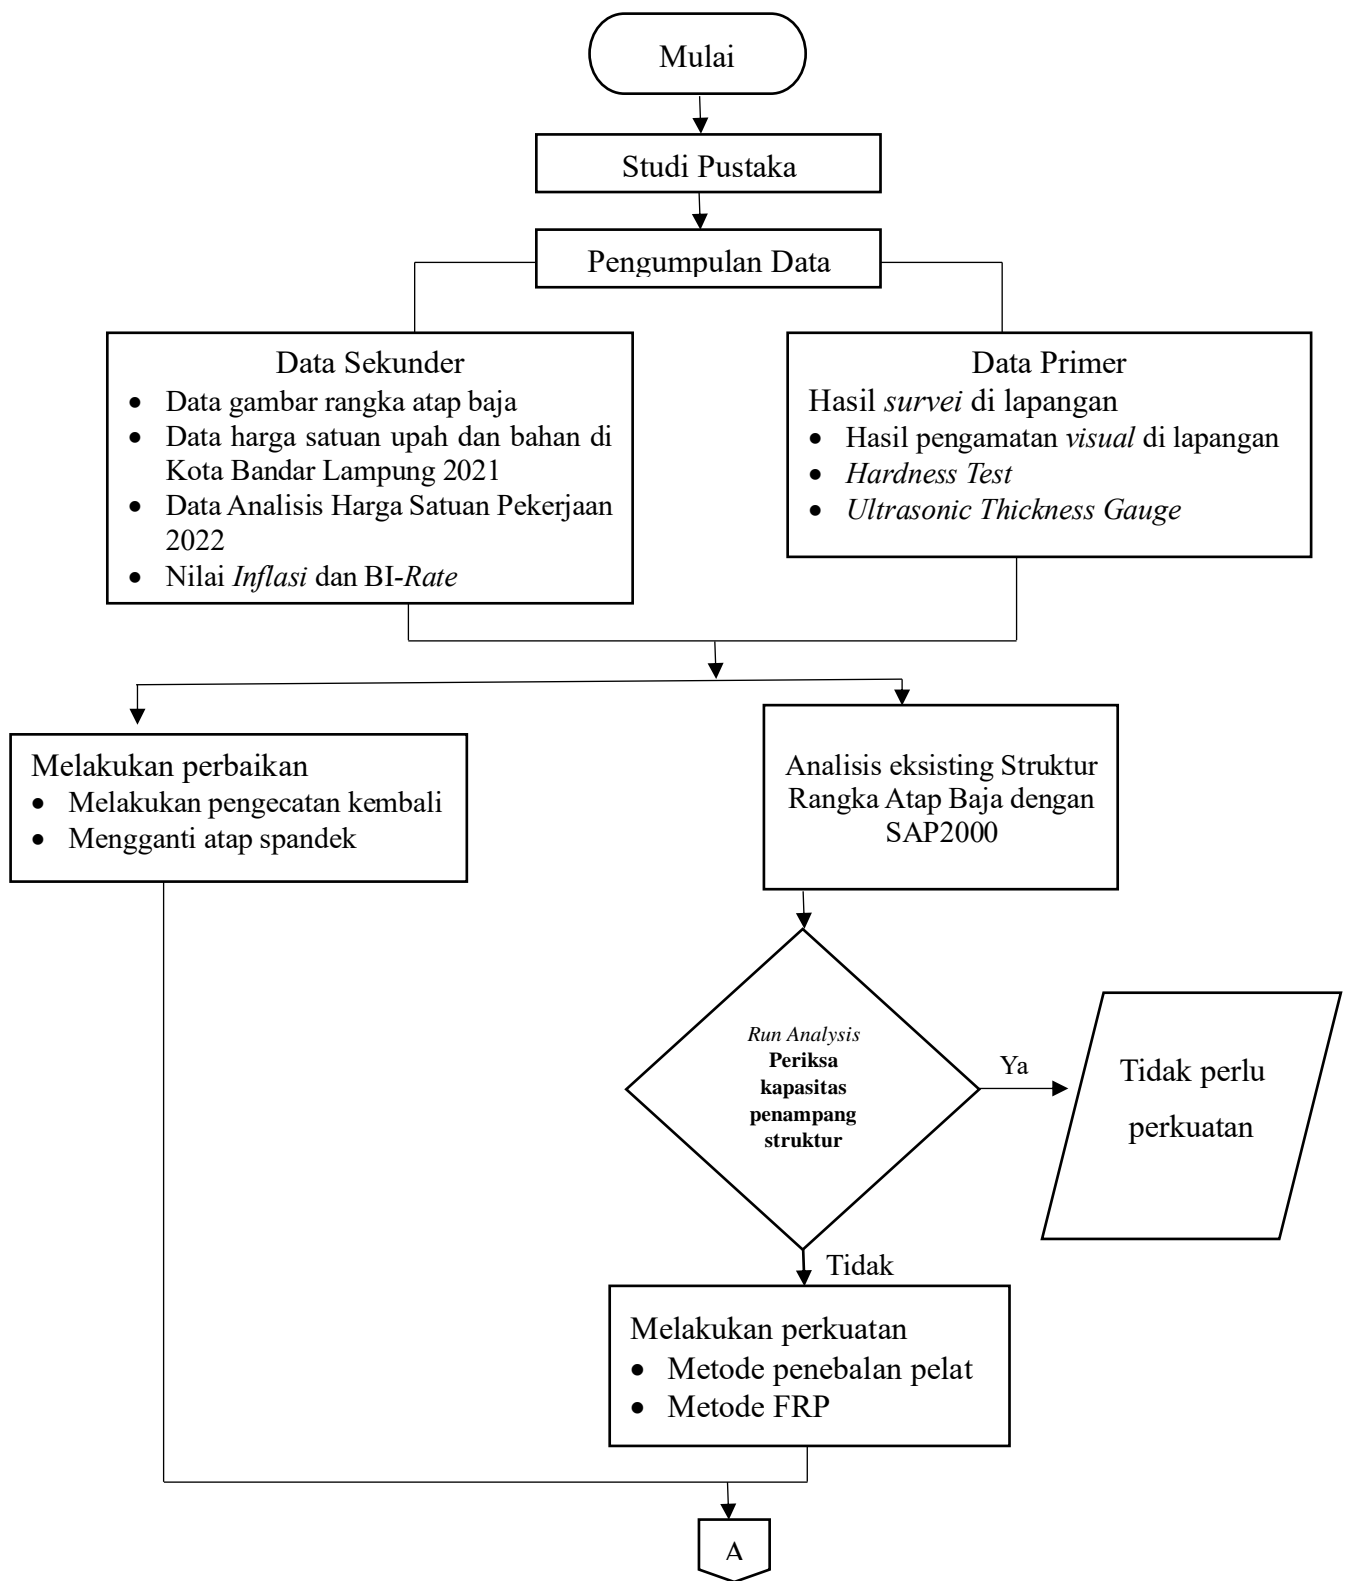 Mulai
Studi Pustaka
Pengumpulan Data
Data Sekunder
• Data gambar rangka atap baja
• Data harga satuan upah dan bahan di
Kota Bandar Lampung 2021
• Data Analisis Harga Satuan Pekerjaan
2022
• Nilai Inflasi dan BI-Rate
Data Primer
Hasil survei di lapangan
• Hasil pengamatan visual di lapangan
• Hardness Test
• Ultrasonic Thickness Gauge
Melakukan perbaikan
• Melakukan pengecatan kembali
• Mengganti atap spandek
Analisis eksisting Struktur
Rangka Atap Baja dengan
SAP2000
Run Analysis
Periksa
kapasitas
penampang
struktur
Ya
Tidak perlu
perkuatan
Tidak
Melakukan perkuatan
• Metode penebalan pelat
• Metode FRP
A